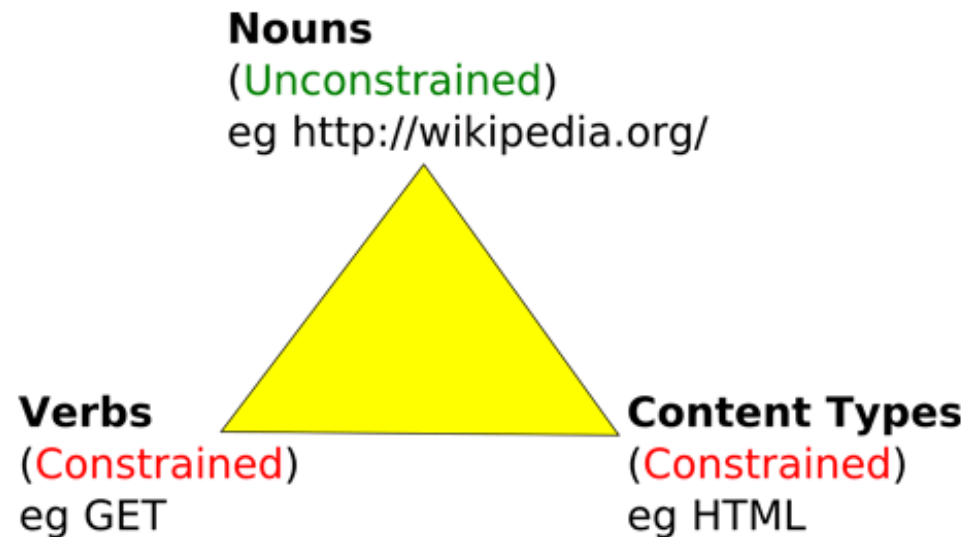 Nouns
(Unconstrained)
eg http://wikipedia.org/
Verbs
(Constrained)
eg GET
Content Types
(Constrained)
eg HTML